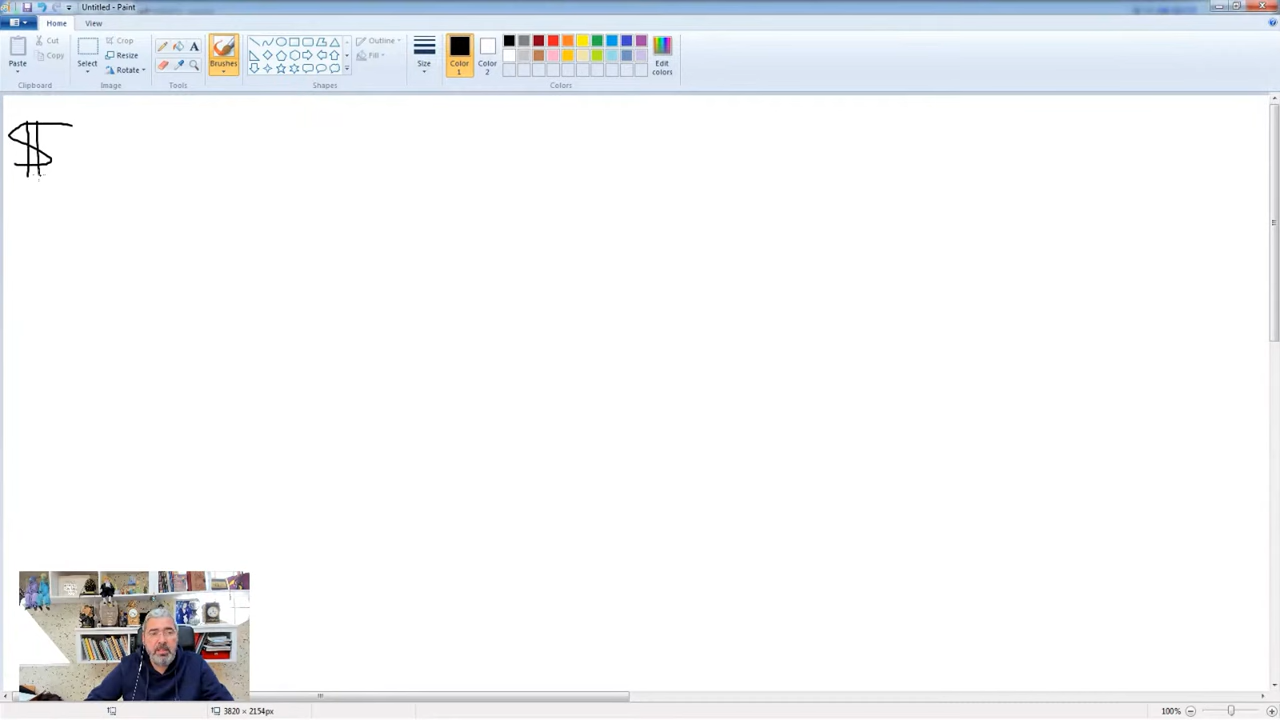 Untitled - Paint
Home
View
Paste
Cut
Copy
Clipboard
Select
Crop
Resize
Rotate
Image
A
Tools
Brushes
Shapes
Outline
Fill
Size
Color 1
Color 2
Edit colors
Colors
$
3820 × 2154px
100%